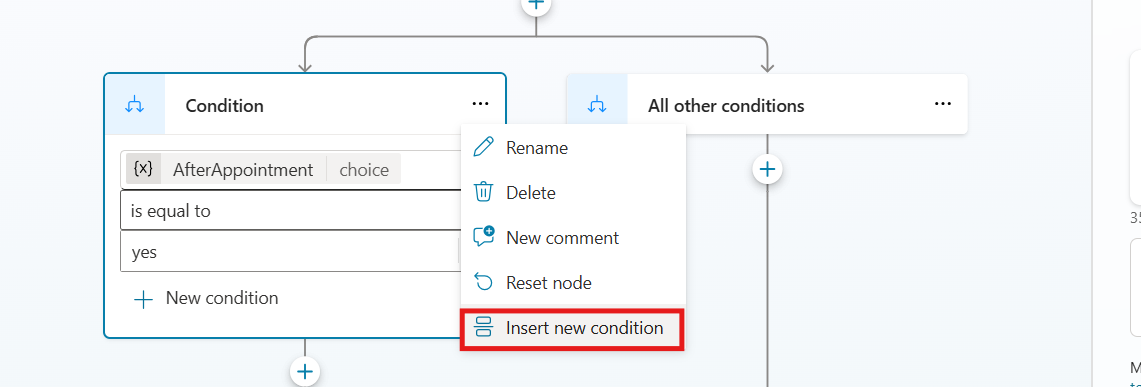 Condition
All other conditions
{x} AfterAppointment choice
is equal to
yes
New condition
Rename
Delete
New comment
Reset node
Insert new condition